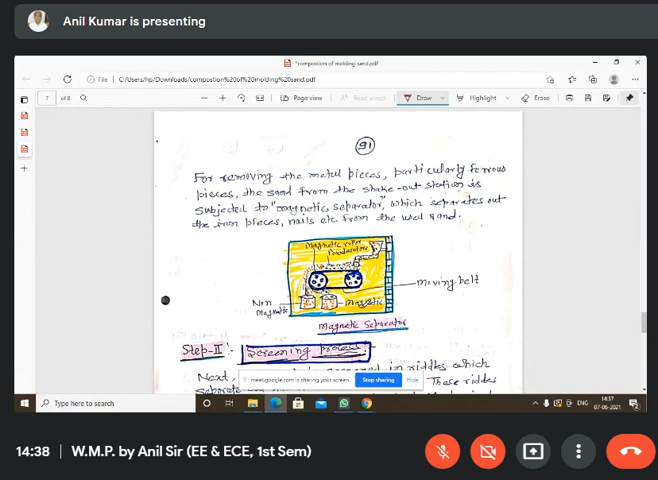 Anil Kumar is presenting
*compostion of molding sand.pdf
File C:/Users/hp/Downloads/compostion%20of%20molding%20sand.pdf
7 of 8 Page view Read aloud Draw Highlight Erase
91
For removing the metal pieces, particularly ferrous
pieces, the sand from the shake-out station is
subjected to "magnetic separator", which separates out
the iron pieces, nails etc from the used sand.
moving belt
Non Magnetic
Magnetic
Magnetic Separator
Step-II :- Screening process
Next, in riddles which
meet.google.com is sharing your screen. Stop sharing Hide
These riddles
Type here to search ENG 14:37
07-06-2021
14:38 W.M.P. by Anil Sir (EE & ECE, 1st Sem)